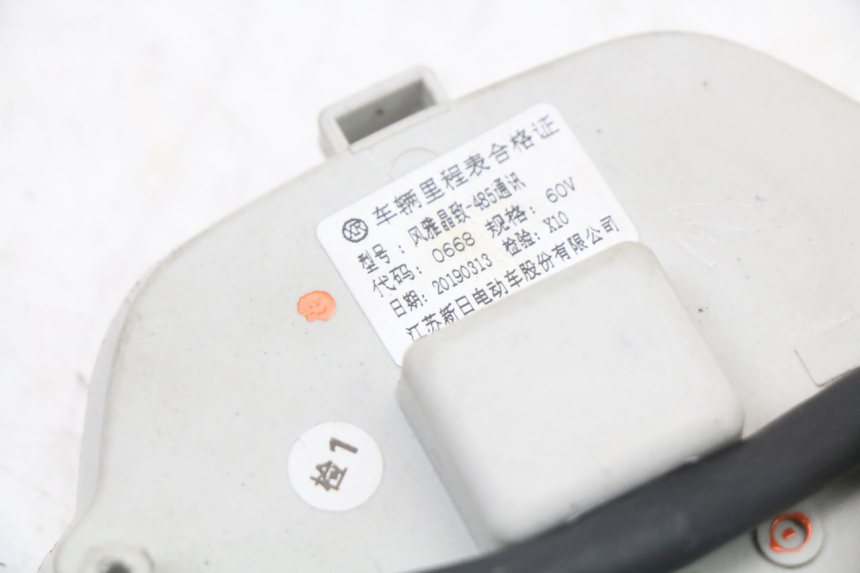 XR 车辆里程表合格证
型号：风雅晶致-485通讯
代码：0668 规格：60V
日期：20190313 检验：X10
江苏新日电动车股份有限公司
检1